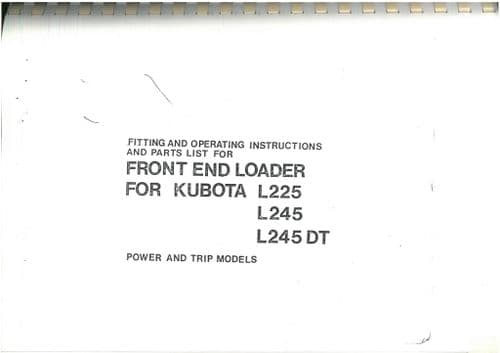 FITTING AND OPERATING INSTRUCTIONS
AND PARTS LIST FOR
FRONT END LOADER
FOR KUBOTA L225
L245
L245 DT
POWER AND TRIP MODELS